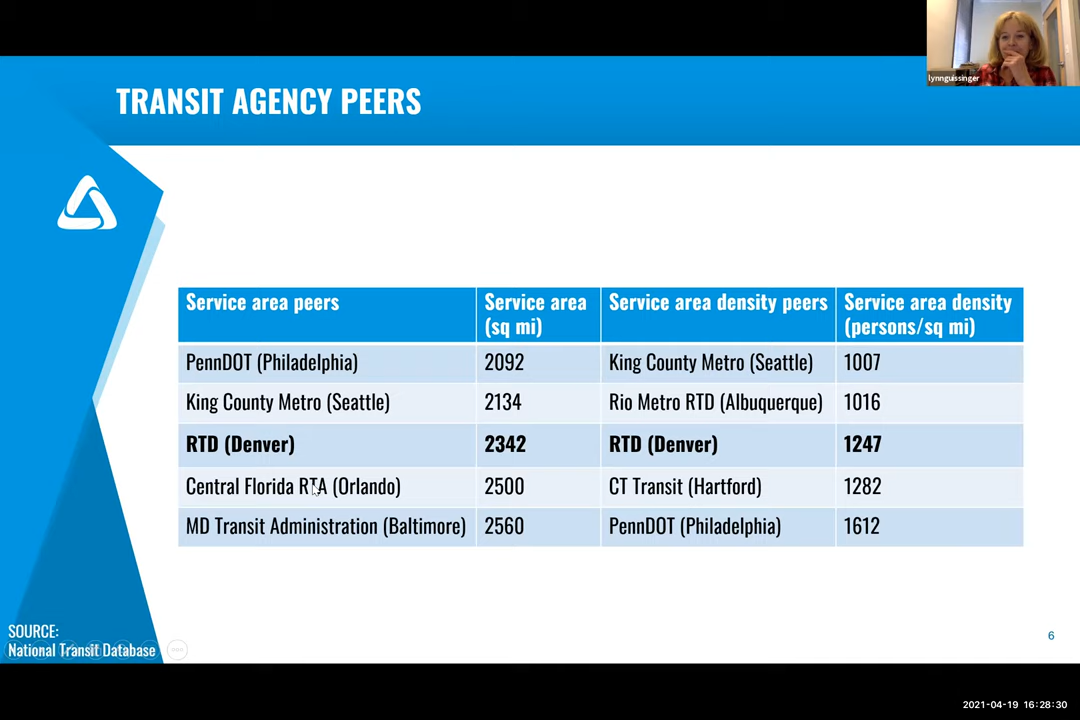 lynnguissinger
TRANSIT AGENCY PEERS
Service area peers
Service area
(sq mi)
Service area density peers
Service area density
(persons/sq mi)
PennDOT (Philadelphia)
2092
King County Metro (Seattle)
1007
King County Metro (Seattle)
2134
Rio Metro RTD (Albuquerque)
1016
RTD (Denver)
2342
RTD (Denver)
1247
Central Florida RTA (Orlando)
2500
CT Transit (Hartford)
1282
MD Transit Administration (Baltimore)
2560
PennDOT (Philadelphia)
1612
SOURCE:
National Transit Database
6
2021-04-19 16:28:30